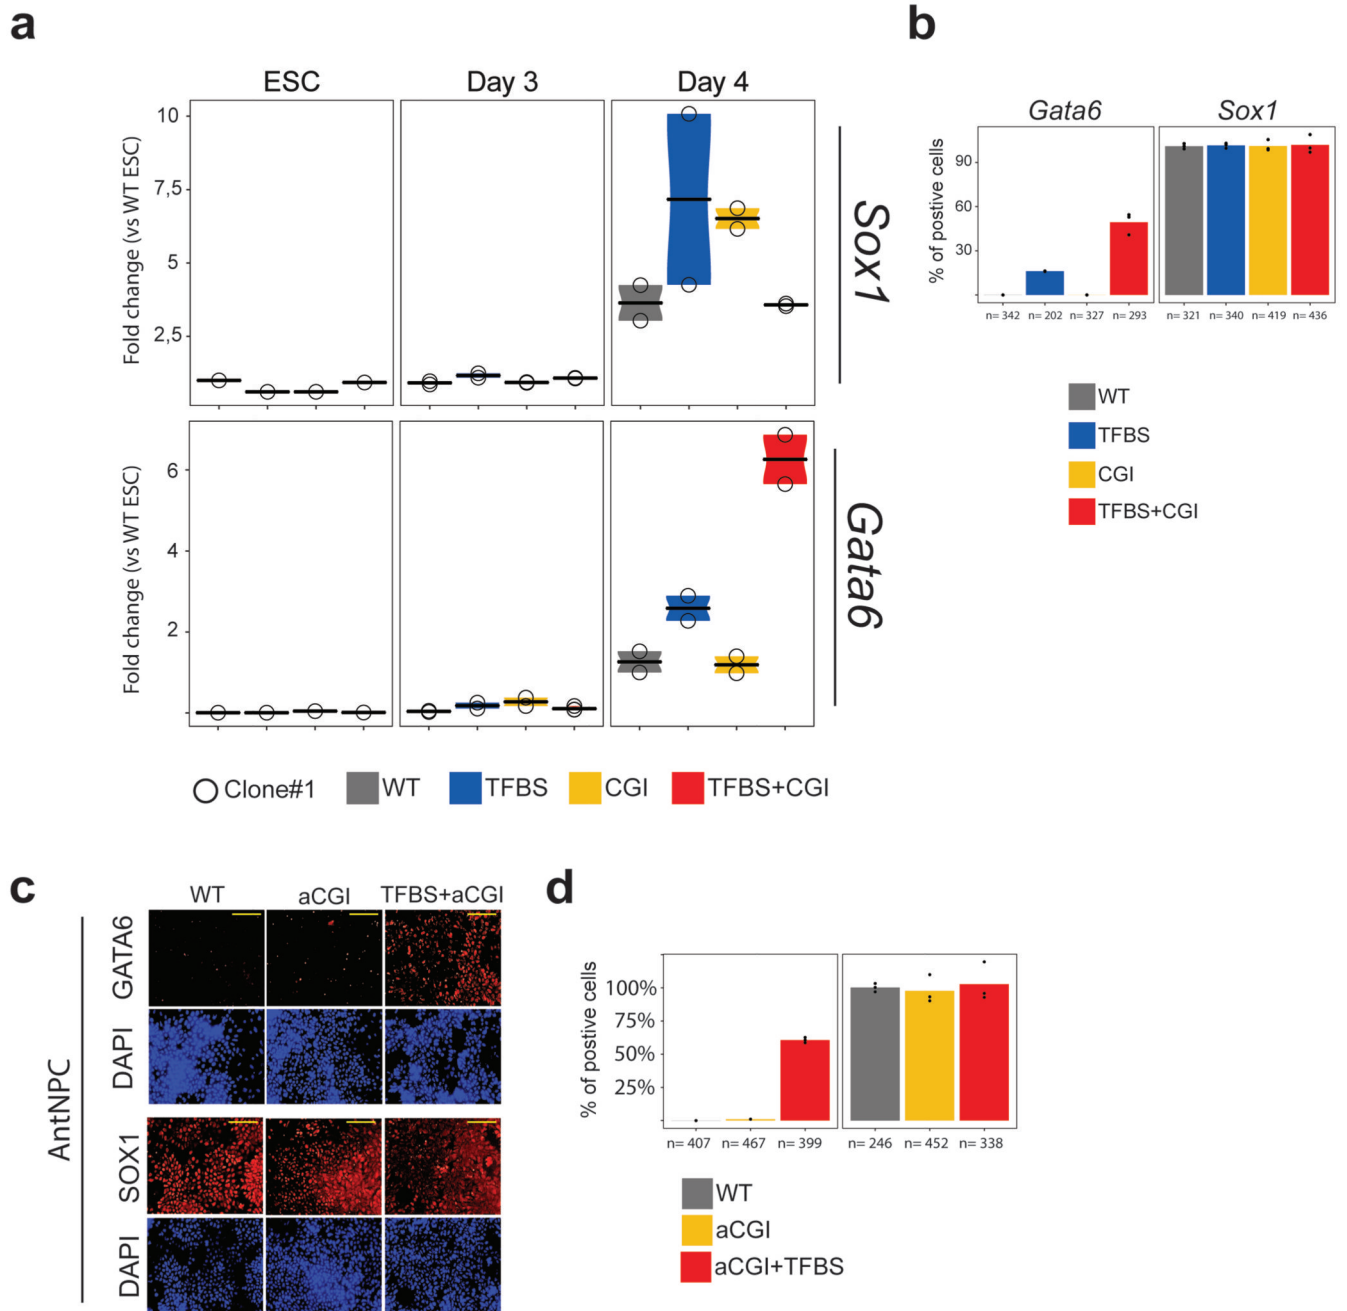 a
ESC
Day 3
Day 4
Fold change (vs WT ESC)
10
7,5
5
2,5
Sox1
Fold change (vs WT ESC)
6
4
2
Gata6
Clone#1
WT
TFBS
CGI
TFBS+CGI
b
Gata6
Sox1
% of postive cells
90
60
30
n= 342
n= 202
n= 327
n= 293
n= 321
n= 340
n= 419
n= 436
WT
TFBS
CGI
TFBS+CGI
c
WT
aCGI
TFBS+aCGI
AntNPC
GATA6
DAPI
SOX1
DAPI
d
% of postive cells
100%
75%
50%
25%
n= 407
n= 467
n= 399
n= 246
n= 452
n= 338
WT
aCGI
aCGI+TFBS